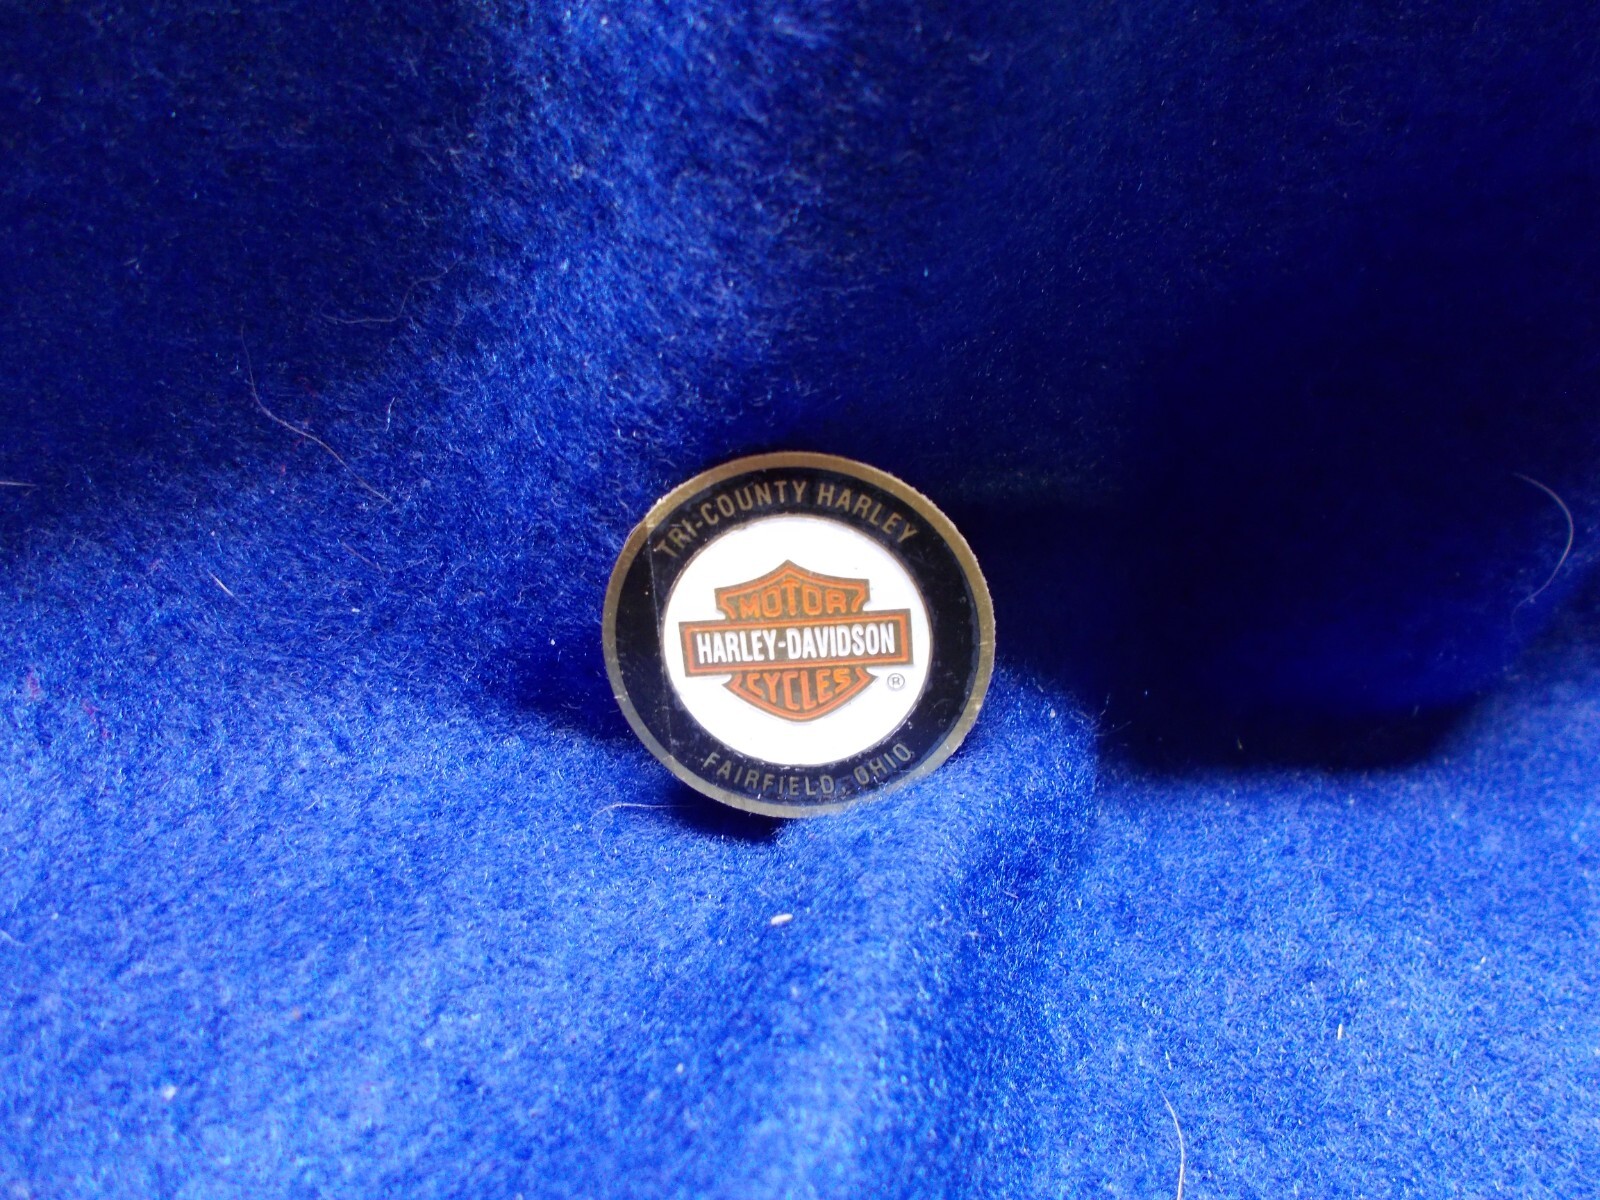 TRI-COUNTY HARLEY
MOTOR
HARLEY-DAVIDSON
CYCLES
®
FAIRFIELD, OHIO